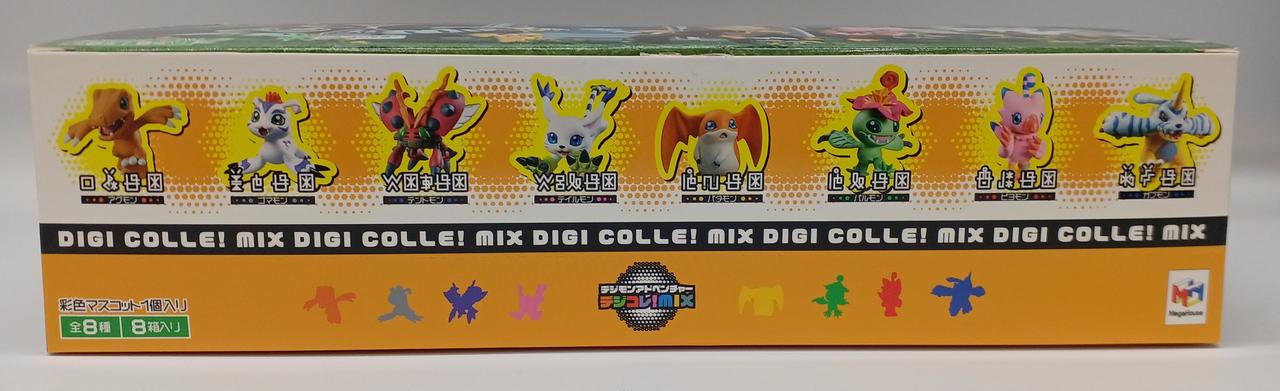 アグモン
ゴマモン
テントモン
テイルモン
パタモン
パルモン
ピヨモン
ガブモン
DIGI COLLE! MIX DIGI COLLE! MIX DIGI COLLE! MIX DIGI COLLE! MIX DIGI COLLE! MIX
デジモンアドベンチャー
デジコレ!MIX
彩色マスコット1個入り
全8種 8箱入り
MegaHouse